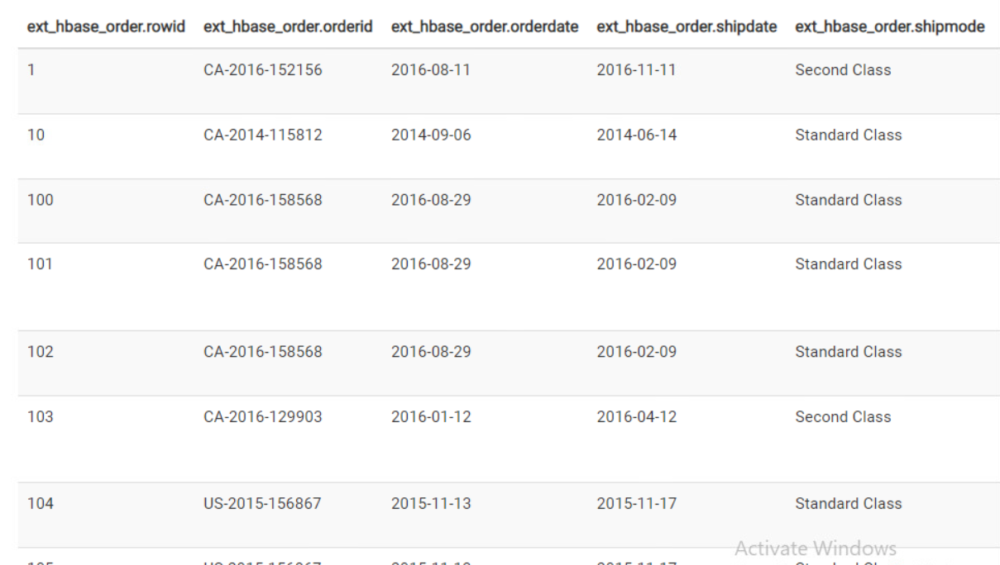 ext_hbase_order.rowid ext_hbase_order.orderid ext_hbase_order.orderdate ext_hbase_order.shipdate ext_hbase_order.shipmode
1 CA-2016-152156 2016-08-11 2016-11-11 Second Class
10 CA-2014-115812 2014-09-06 2014-06-14 Standard Class
100 CA-2016-158568 2016-08-29 2016-02-09 Standard Class
101 CA-2016-158568 2016-08-29 2016-02-09 Standard Class
102 CA-2016-158568 2016-08-29 2016-02-09 Standard Class
103 CA-2016-129903 2016-01-12 2016-04-12 Second Class
104 US-2015-156867 2015-11-13 2015-11-17 Standard Class
Activate Windows